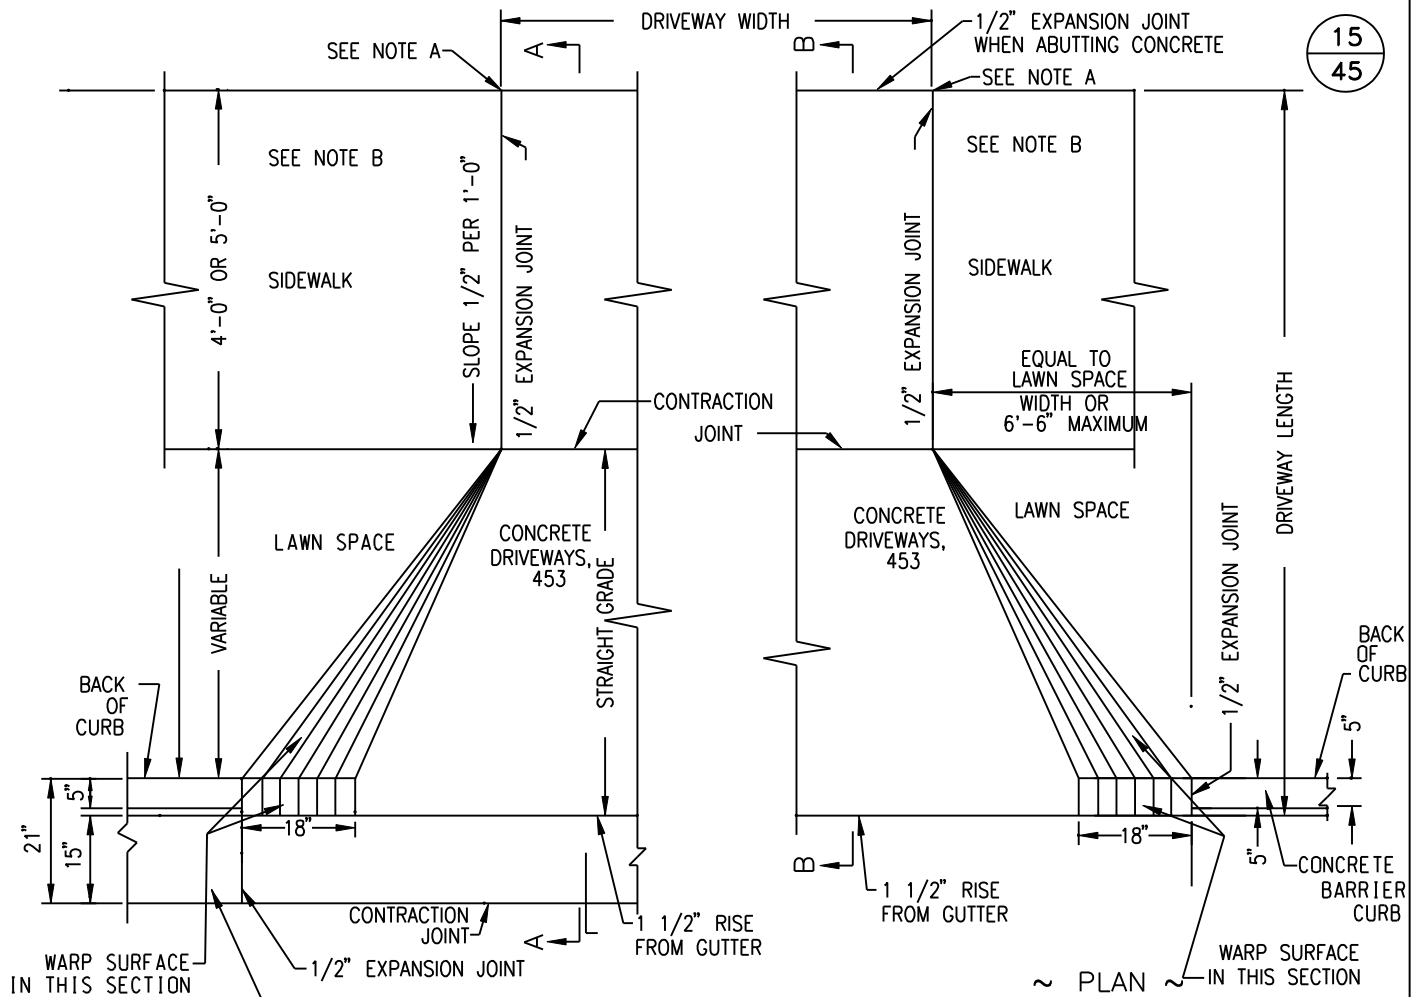 DRIVEWAY WIDTH
1/2" EXPANSION JOINT
WHEN ABUTTING CONCRETE
15
45
SEE NOTE A
A
B
SEE NOTE A
SEE NOTE B
SEE NOTE B
4'-0" OR 5'-0"
SLOPE 1/2" PER 1'-0"
1/2" EXPANSION JOINT
1/2" EXPANSION JOINT
SIDEWALK
SIDEWALK
EQUAL TO
LAWN SPACE
WIDTH OR
6'-6" MAXIMUM
DRIVEWAY LENGTH
CONTRACTION
JOINT
LAWN SPACE
CONCRETE
DRIVEWAYS,
453
CONCRETE
DRIVEWAYS,
453
LAWN SPACE
VARIABLE
STRAIGHT GRADE
1/2" EXPANSION JOINT
BACK
OF
CURB
BACK
OF
CURB
5"
5"
21"
15"
18"
18"
5"
B
CONCRETE
BARRIER
CURB
1 1/2" RISE
FROM GUTTER
CONTRACTION
JOINT
A
1 1/2" RISE
FROM GUTTER
WARP SURFACE
IN THIS SECTION
1/2" EXPANSION JOINT
~ PLAN ~
WARP SURFACE
IN THIS SECTION